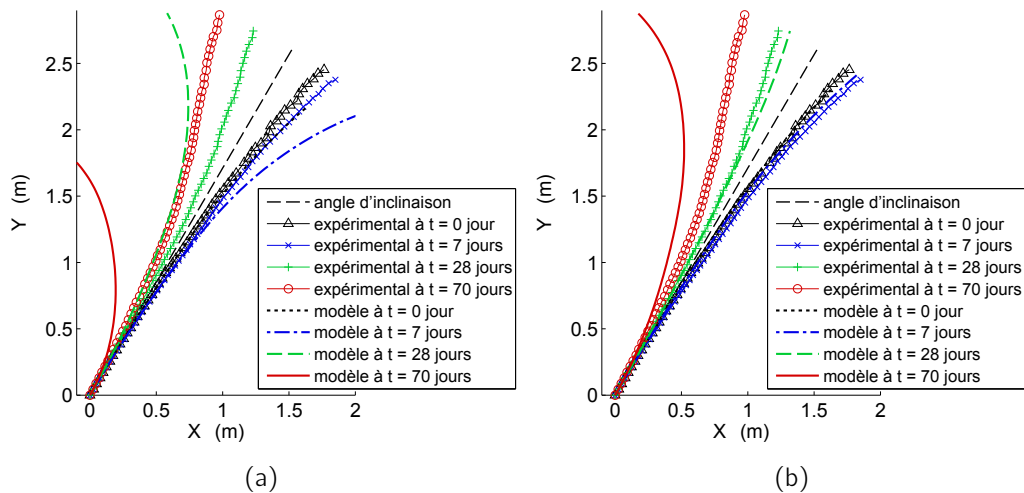 2.5
2
1.5
1
0.5
0
Y (m)
angle d'inclinaison
expérimental à t = 0 jour
expérimental à t = 7 jours
expérimental à t = 28 jours
expérimental à t = 70 jours
modèle à t = 0 jour
modèle à t = 7 jours
modèle à t = 28 jours
modèle à t = 70 jours
0 0.5 1 1.5 2
X (m)
(a)
2.5
2
1.5
1
0.5
0
Y (m)
angle d'inclinaison
expérimental à t = 0 jour
expérimental à t = 7 jours
expérimental à t = 28 jours
expérimental à t = 70 jours
modèle à t = 0 jour
modèle à t = 7 jours
modèle à t = 28 jours
modèle à t = 70 jours
0 0.5 1 1.5 2
X (m)
(b)